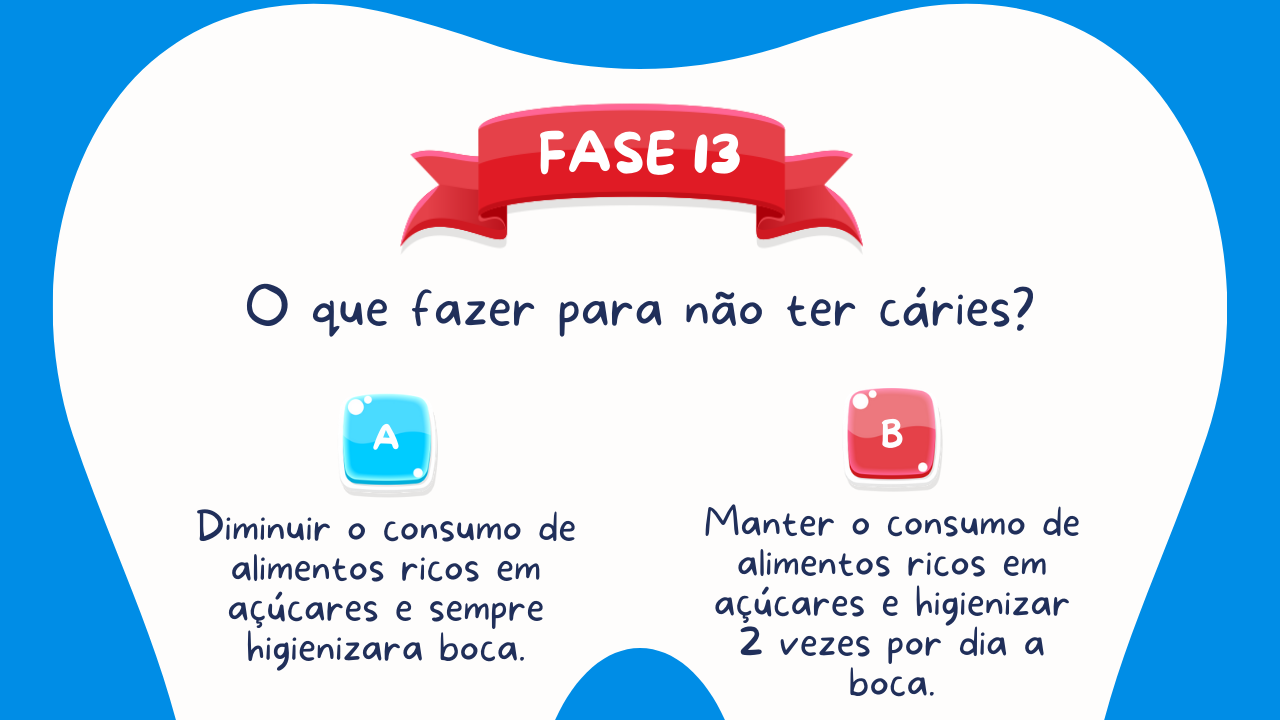 FASE 13
O que fazer para não ter cáries?
A
Diminuir o consumo de
alimentos ricos em
açúcares e sempre
higienizara boca.
B
Manter o consumo de
alimentos ricos em
açúcares e higienizar
2 vezes por dia a
boca.